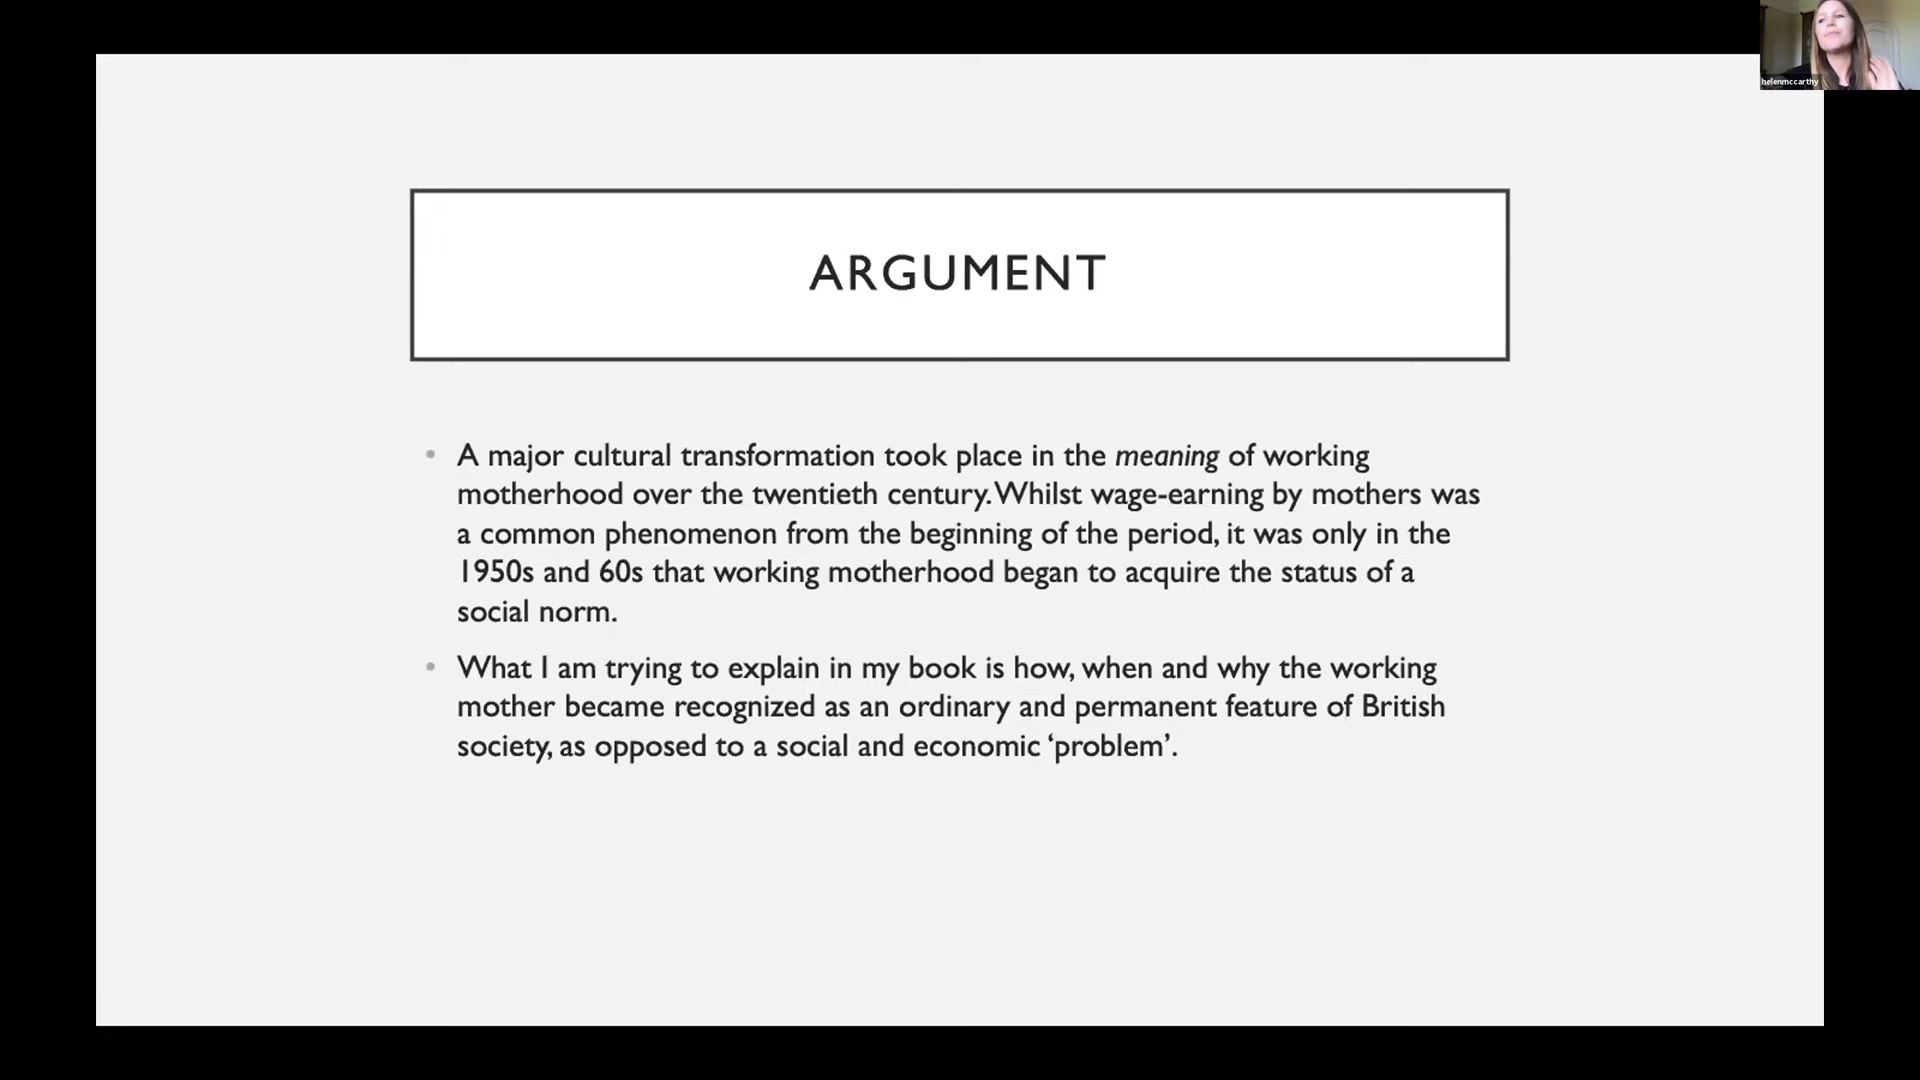 helenmccarthy
ARGUMENT
• A major cultural transformation took place in the meaning of working
motherhood over the twentieth century. Whilst wage-earning by mothers was
a common phenomenon from the beginning of the period, it was only in the
1950s and 60s that working motherhood began to acquire the status of a
social norm.
• What I am trying to explain in my book is how, when and why the working
mother became recognized as an ordinary and permanent feature of British
society, as opposed to a social and economic ‘problem’.